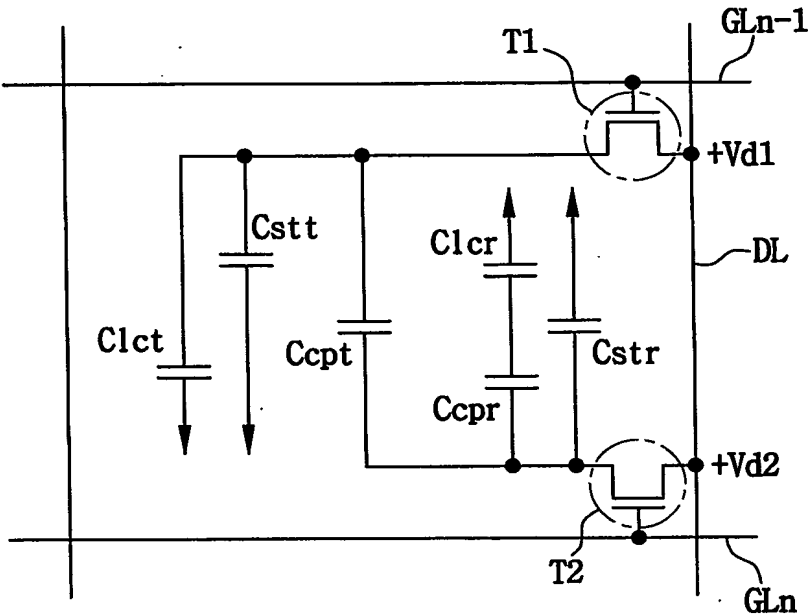 GLn-1
T1
+Vd1
Cstt
Clcr
DL
Clct
Ccpt
Cstr
Ccpr
+Vd2
T2
GLn